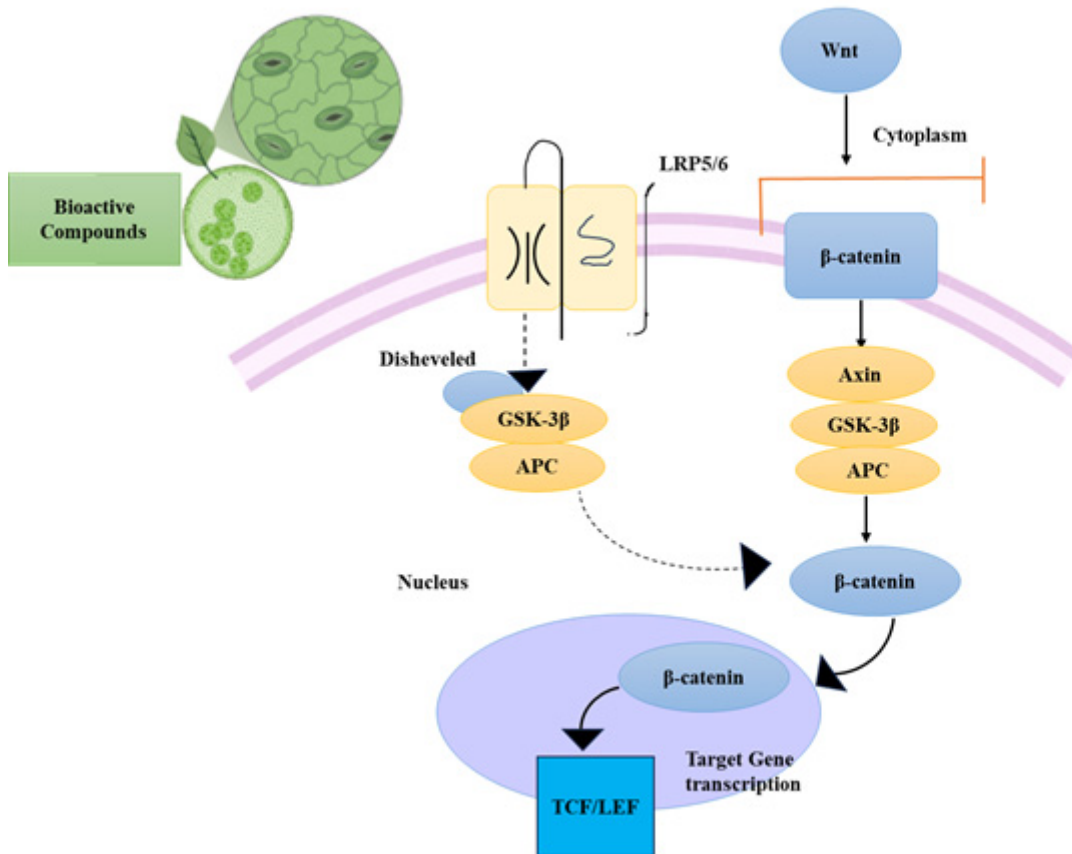 Wnt
Cytoplasm
LRP5/6
Bioactive
Compounds
β-catenin
Disheveled
Axin
GSK-3β
GSK-3β
APC
APC
β-catenin
Nucleus
β-catenin
Target Gene
transcription
TCF/LEF